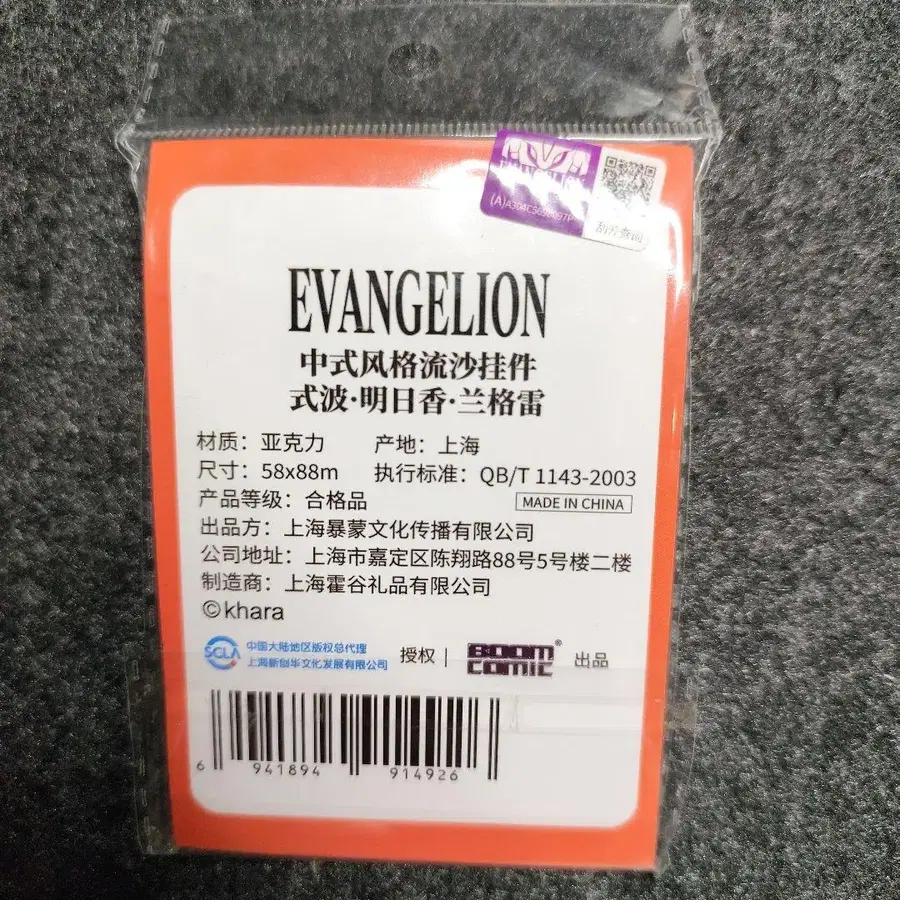 EVANGELION
刮开查询
EVANGELION
中式风格流沙挂件
式波·明日香·兰格雷
材质：亚克力 产地：上海
尺寸：58x88m 执行标准：QB/T 1143-2003
产品等级：合格品 MADE IN CHINA
出品方：上海暴蒙文化传播有限公司
公司地址：上海市嘉定区陈翔路88号5号楼二楼
制造商：上海霍谷礼品有限公司
©khara
SCLA 中国大陆地区版权总代理
上海新创华文化发展有限公司
授权 | BOOM COMIC® 出品
6 941894 914926